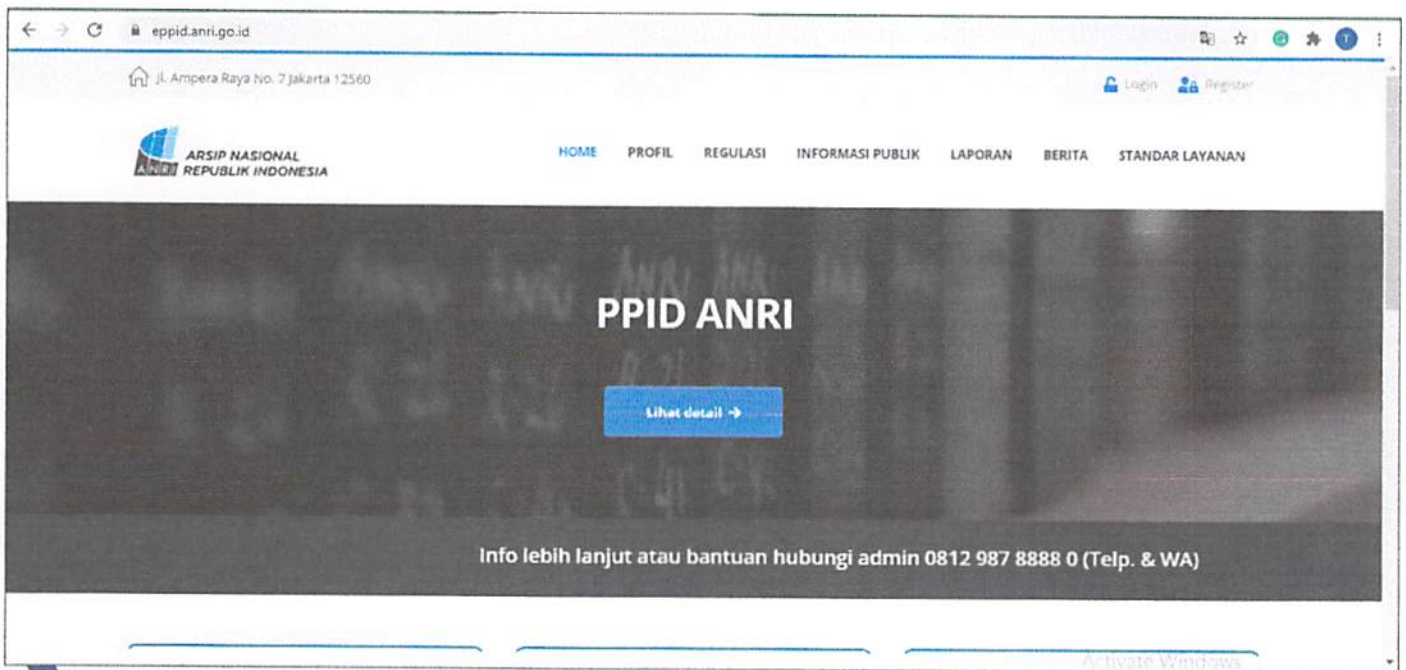 eppid.anri.go.id
T
Jl. Ampera Raya No. 7 Jakarta 12560
Login Register
ANRI
ARSIP NASIONAL
REPUBLIK INDONESIA
HOME PROFIL REGULASI INFORMASI PUBLIK LAPORAN BERITA STANDAR LAYANAN
PPID ANRI
Lihat detail →
Info lebih lanjut atau bantuan hubungi admin 0812 987 8888 0 (Telp. & WA)
Activate Windows